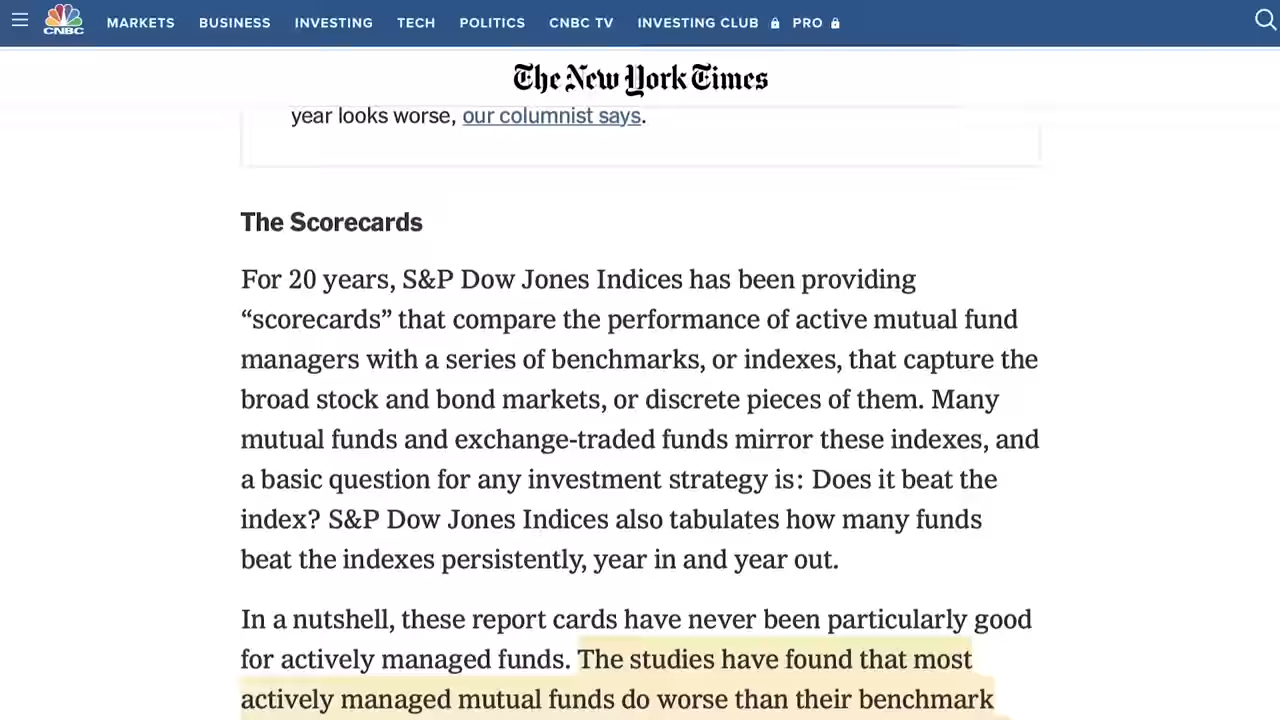 MARKETS BUSINESS INVESTING TECH POLITICS CNBC TV INVESTING CLUB PRO
CNBC
The New York Times
year looks worse, our columnist says.
The Scorecards
For 20 years, S&P Dow Jones Indices has been providing
“scorecards” that compare the performance of active mutual fund
managers with a series of benchmarks, or indexes, that capture the
broad stock and bond markets, or discrete pieces of them. Many
mutual funds and exchange-traded funds mirror these indexes, and
a basic question for any investment strategy is: Does it beat the
index? S&P Dow Jones Indices also tabulates how many funds
beat the indexes persistently, year in and year out.
In a nutshell, these report cards have never been particularly good
for actively managed funds. The studies have found that most
actively managed mutual funds do worse than their benchmark